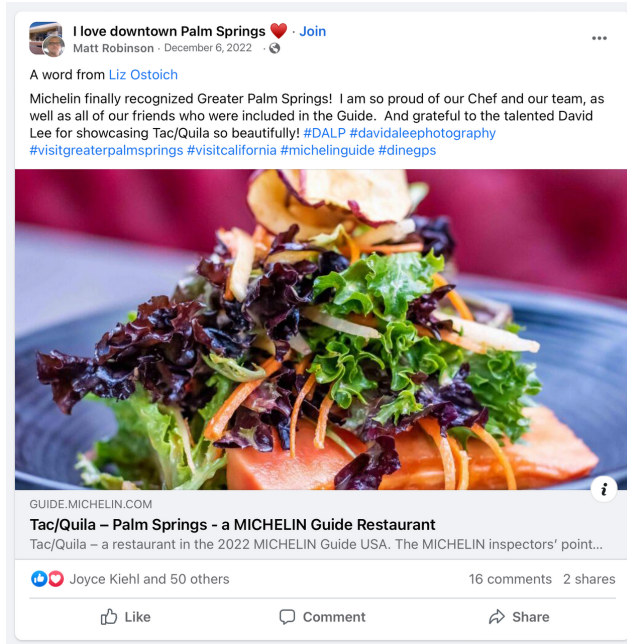 I love downtown Palm Springs ❤️ · Join
Matt Robinson · December 6, 2022 ·
A word from Liz Ostoich
Michelin finally recognized Greater Palm Springs!  I am so proud of our Chef and our team, as
well as all of our friends who were included in the Guide.  And grateful to the talented David
Lee for showcasing Tac/Quila so beautifully! #DALP #davidaleephotography
#visitgreaterpalmsprings #visitcalifornia #michelinguide #dinegps
GUIDE.MICHELIN.COM
Tac/Quila – Palm Springs - a MICHELIN Guide Restaurant
Tac/Quila – a restaurant in the 2022 MICHELIN Guide USA. The MICHELIN inspectors' point...
Joyce Kiehl and 50 others 16 comments 2 shares
Like Comment Share